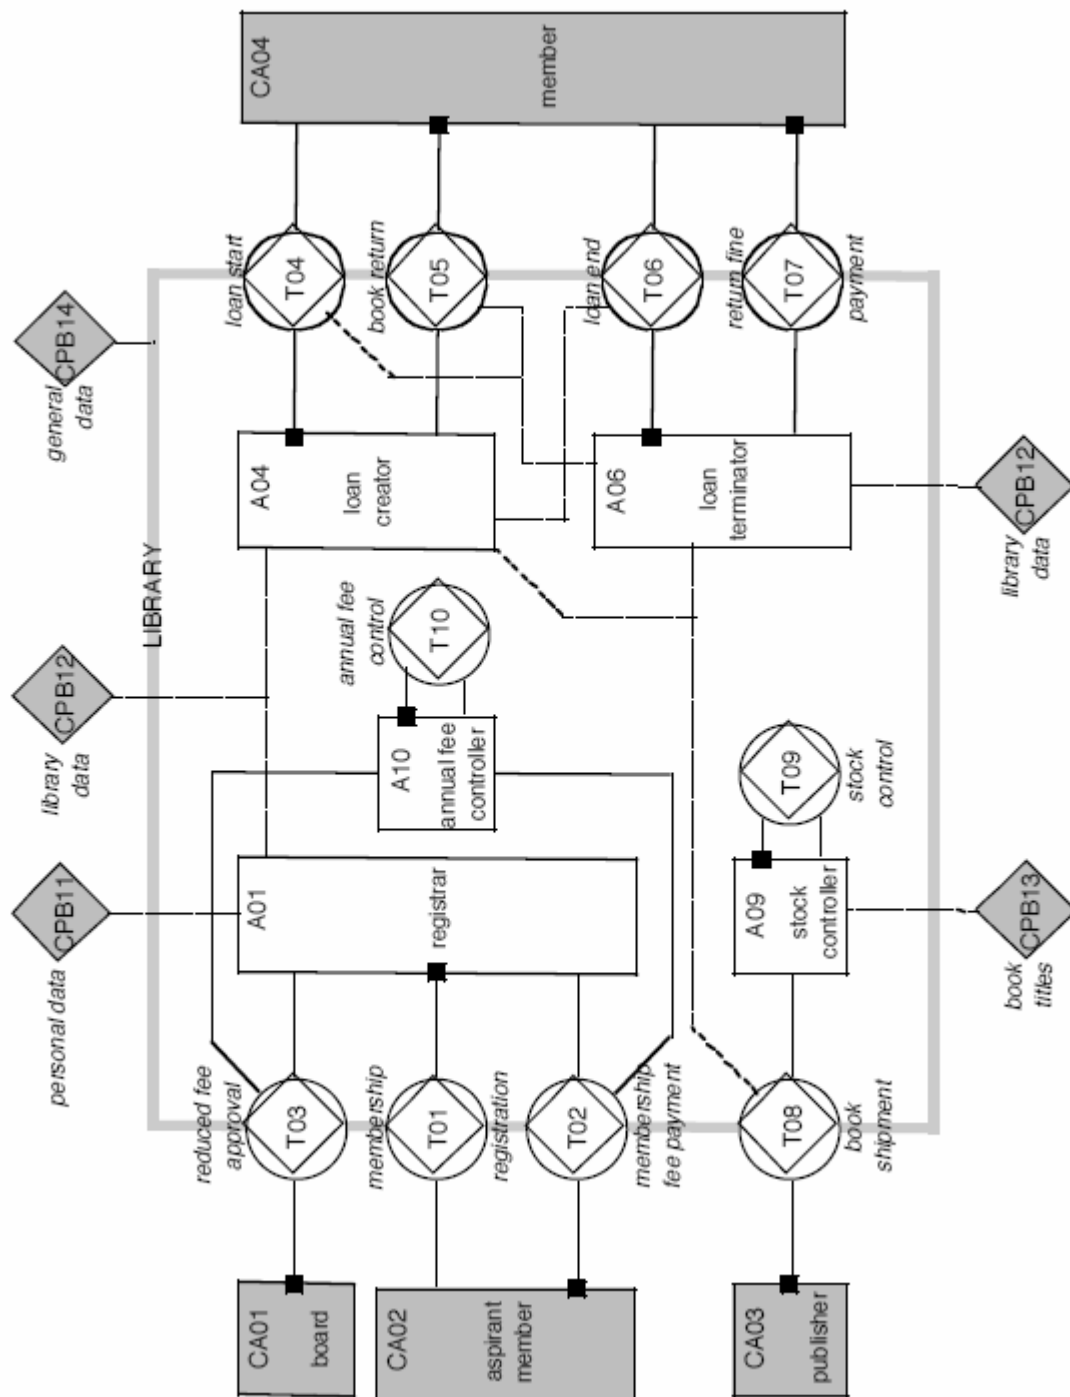 CA04
member
loan start
T04
book return
T05
loan end
T06
return fine
T07
payment
CPB14
general
data
LIBRARY
A04
loan
creator
A06
loan
terminator
CPB12
library
data
CPB12
library
data
annual fee
control
T10
A10
annual fee
controller
T09
stock
control
CPB11
personal data
A01
registrar
A09
stock
controller
CPB13
book
titles
reduced fee
approval
T03
membership
T01
registration
T02
membership
fee payment
T08
book
shipment
CA01
board
CA02
aspirant
member
CA03
publisher